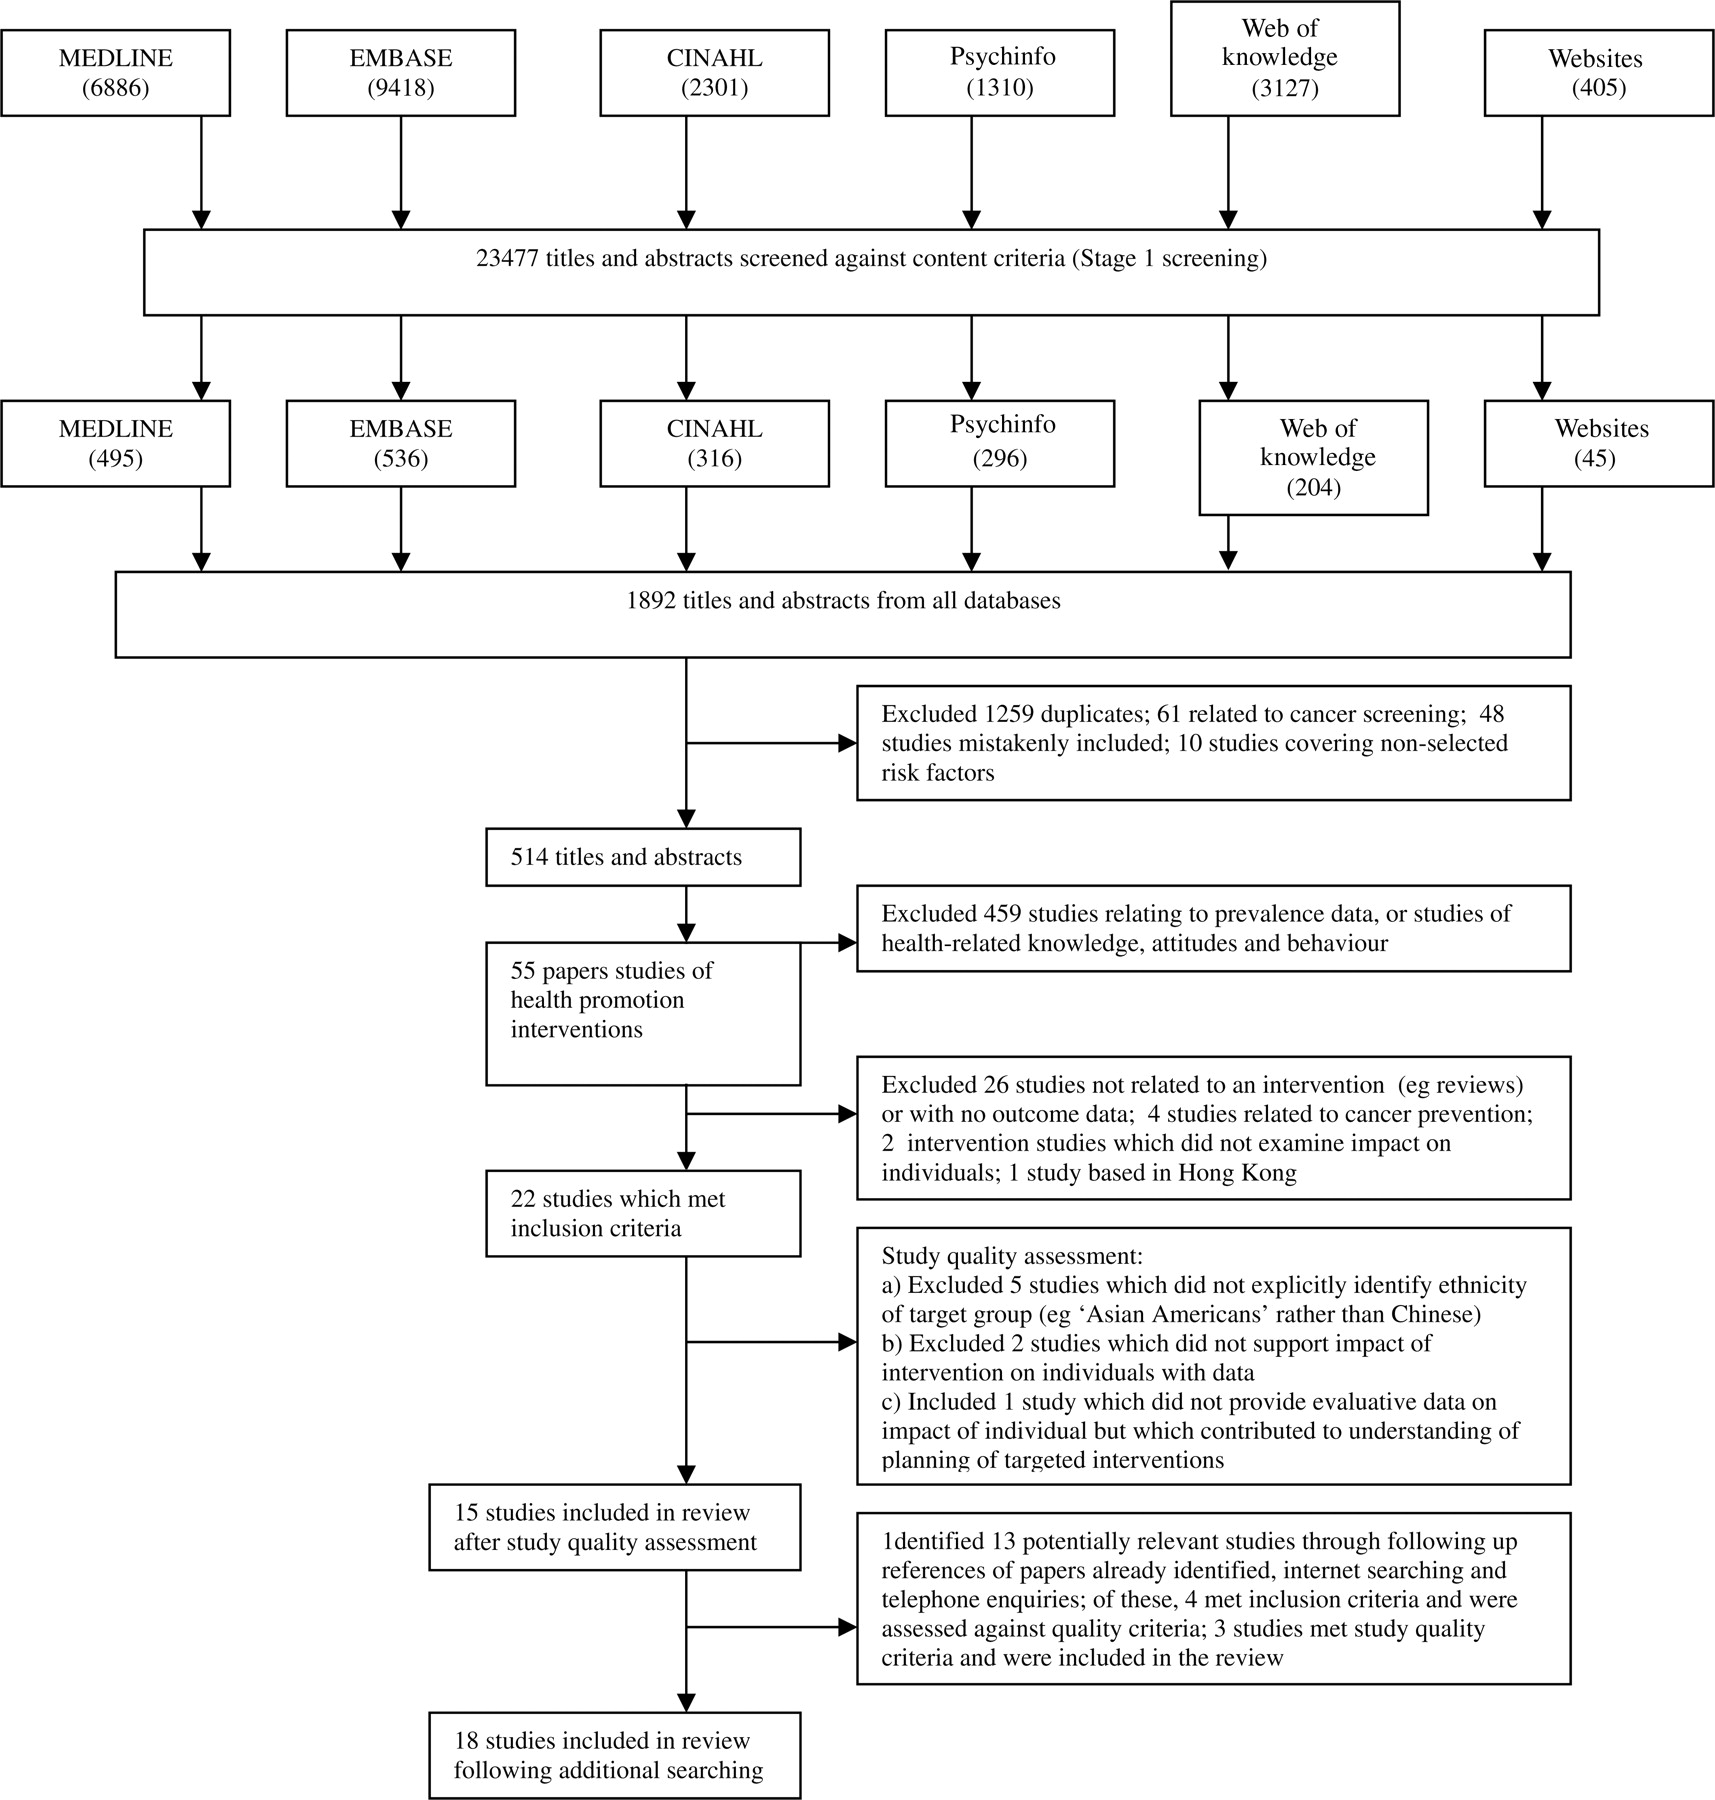 MEDLINE
(6886)
EMBASE
(9418)
CINAHL
(2301)
Psychinfo
(1310)
Web of
knowledge
(3127)
Websites
(405)
23477 titles and abstracts screened against content criteria (Stage 1 screening)
MEDLINE
(495)
EMBASE
(536)
CINAHL
(316)
Psychinfo
(296)
Web of
knowledge
(204)
Websites
(45)
1892 titles and abstracts from all databases
Excluded 1259 duplicates; 61 related to cancer screening;  48
studies mistakenly included; 10 studies covering non-selected
risk factors
514 titles and abstracts
Excluded 459 studies relating to prevalence data, or studies of
health-related knowledge, attitudes and behaviour
55 papers studies of
health promotion
interventions
Excluded 26 studies not related to an intervention  (eg reviews)
or with no outcome data;  4 studies related to cancer prevention;
2  intervention studies which did not examine impact on
individuals; 1 study based in Hong Kong
22 studies which met
inclusion criteria
Study quality assessment:
a) Excluded 5 studies which did not explicitly identify ethnicity
of target group (eg ‘Asian Americans’ rather than Chinese)
b) Excluded 2 studies which did not support impact of
intervention on individuals with data
c) Included 1 study which did not provide evaluative data on
impact of individual but which contributed to understanding of
planning of targeted interventions
15 studies included in review
after study quality assessment
1dentified 13 potentially relevant studies through following up
references of papers already identified, internet searching and
telephone enquiries; of these, 4 met inclusion criteria and were
assessed against quality criteria; 3 studies met study quality
criteria and were included in the review
18 studies included in review
following additional searching